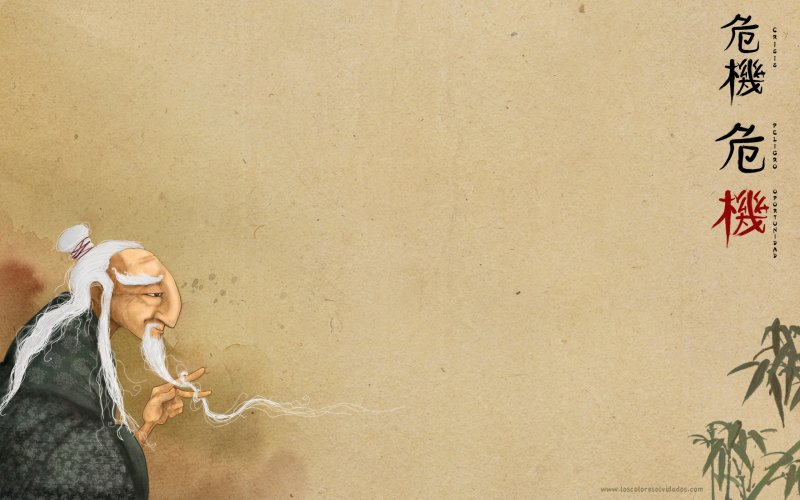 危機
CRISIS
危
PELIGRO
機
OPORTUNIDAD
www.loscoloresolvidados.com